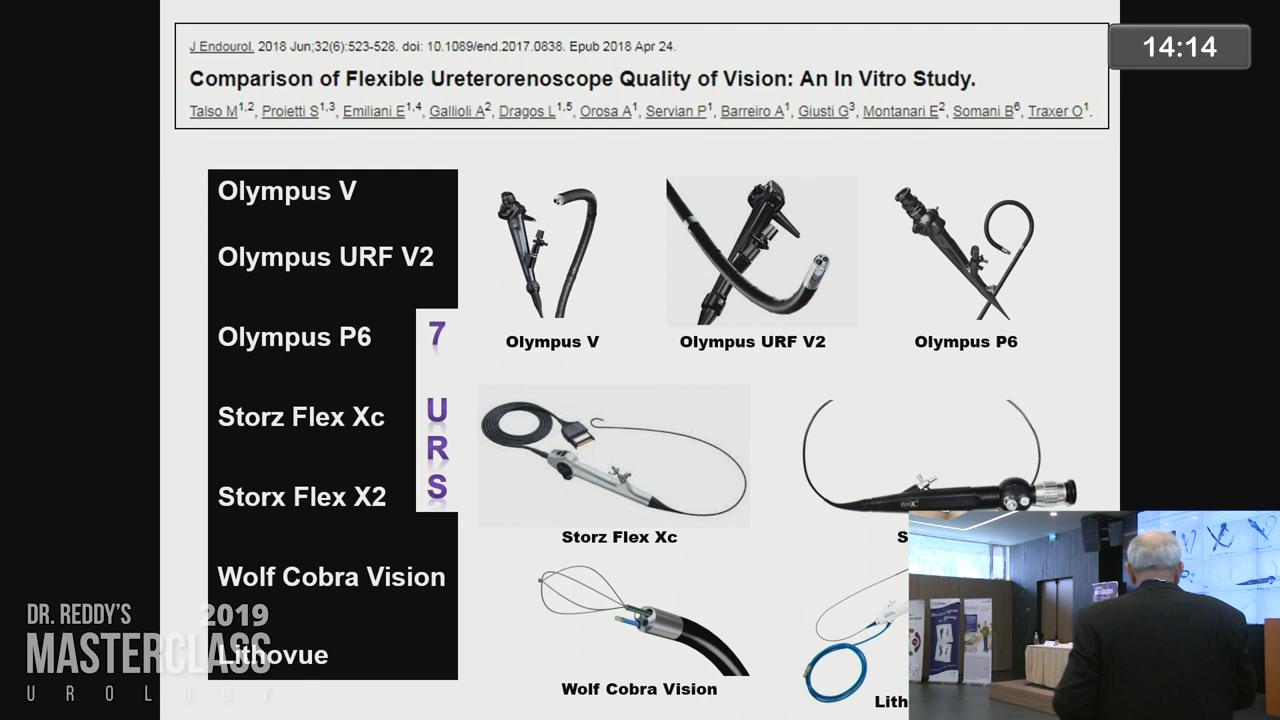 J Endourol. 2018 Jun;32(6):523-528. doi: 10.1089/end.2017.0838. Epub 2018 Apr 24.
14:14
Comparison of Flexible Ureterorenoscope Quality of Vision: An In Vitro Study.
Talso M1,2, Proietti S1,3, Emiliani E1,4, Gallioli A2, Dragos L1,5, Orosa A1, Servian P1, Barreiro A1, Giusti G3, Montanari E2, Somani B6, Traxer O1.
Olympus V
Olympus URF V2
Olympus P6
Storz Flex Xc
Storx Flex X2
Wolf Cobra Vision
Lithovue
7
U
R
S
Olympus V
Olympus URF V2
Olympus P6
Storz Flex Xc
S
Wolf Cobra Vision
Lith
DR. REDDY'S 2019
MASTERCLASS
UROLOGY